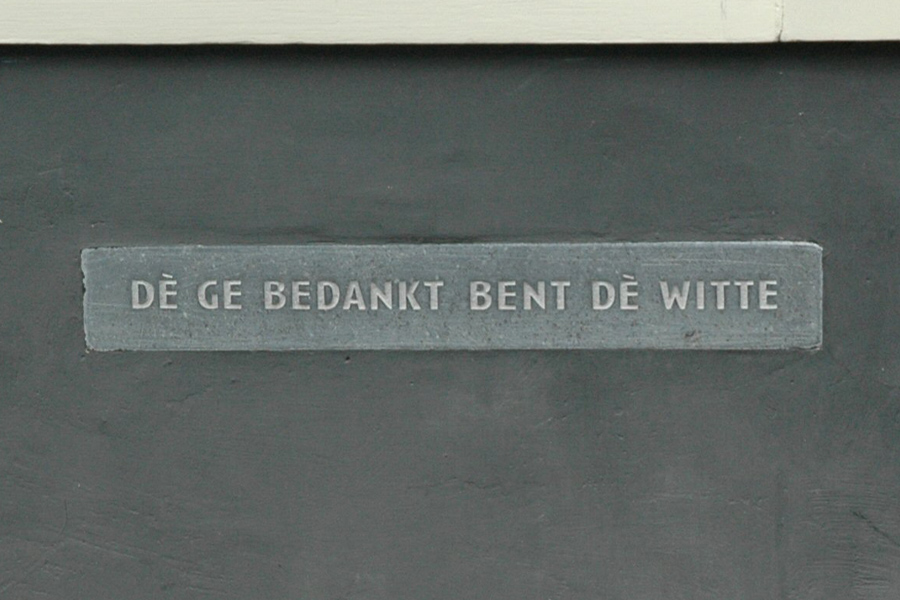 DÈ GE BEDANKT BENT DÈ WITTE